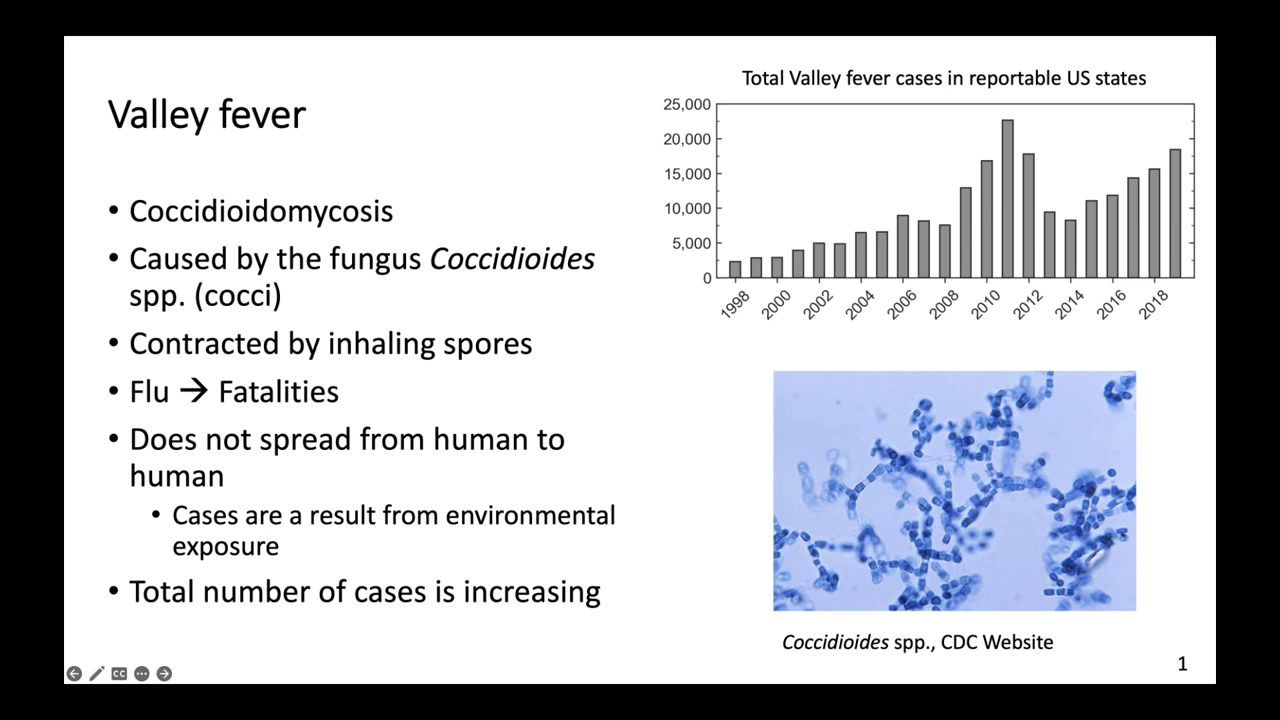 Valley fever
• Coccidioidomycosis
• Caused by the fungus Coccidioides
spp. (cocci)
• Contracted by inhaling spores
• Flu → Fatalities
• Does not spread from human to
human
• Cases are a result from environmental
exposure
• Total number of cases is increasing
Total Valley fever cases in reportable US states
25,000
20,000
15,000
10,000
5,000
0
1998 2000 2002 2004 2006 2008 2010 2012 2014 2016 2018
Coccidioides spp., CDC Website
1
CC